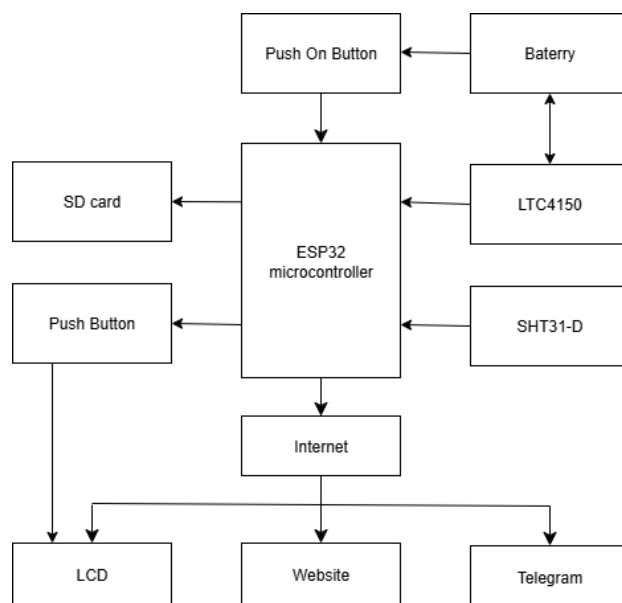 Push On Button
Baterry
SD card
ESP32
microcontroller
LTC4150
Push Button
SHT31-D
Internet
LCD
Website
Telegram